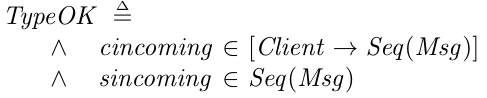 TypeOK ≜
∧ cincoming ∈ [Client → Seq(Msg)]
∧ sincoming ∈ Seq(Msg)